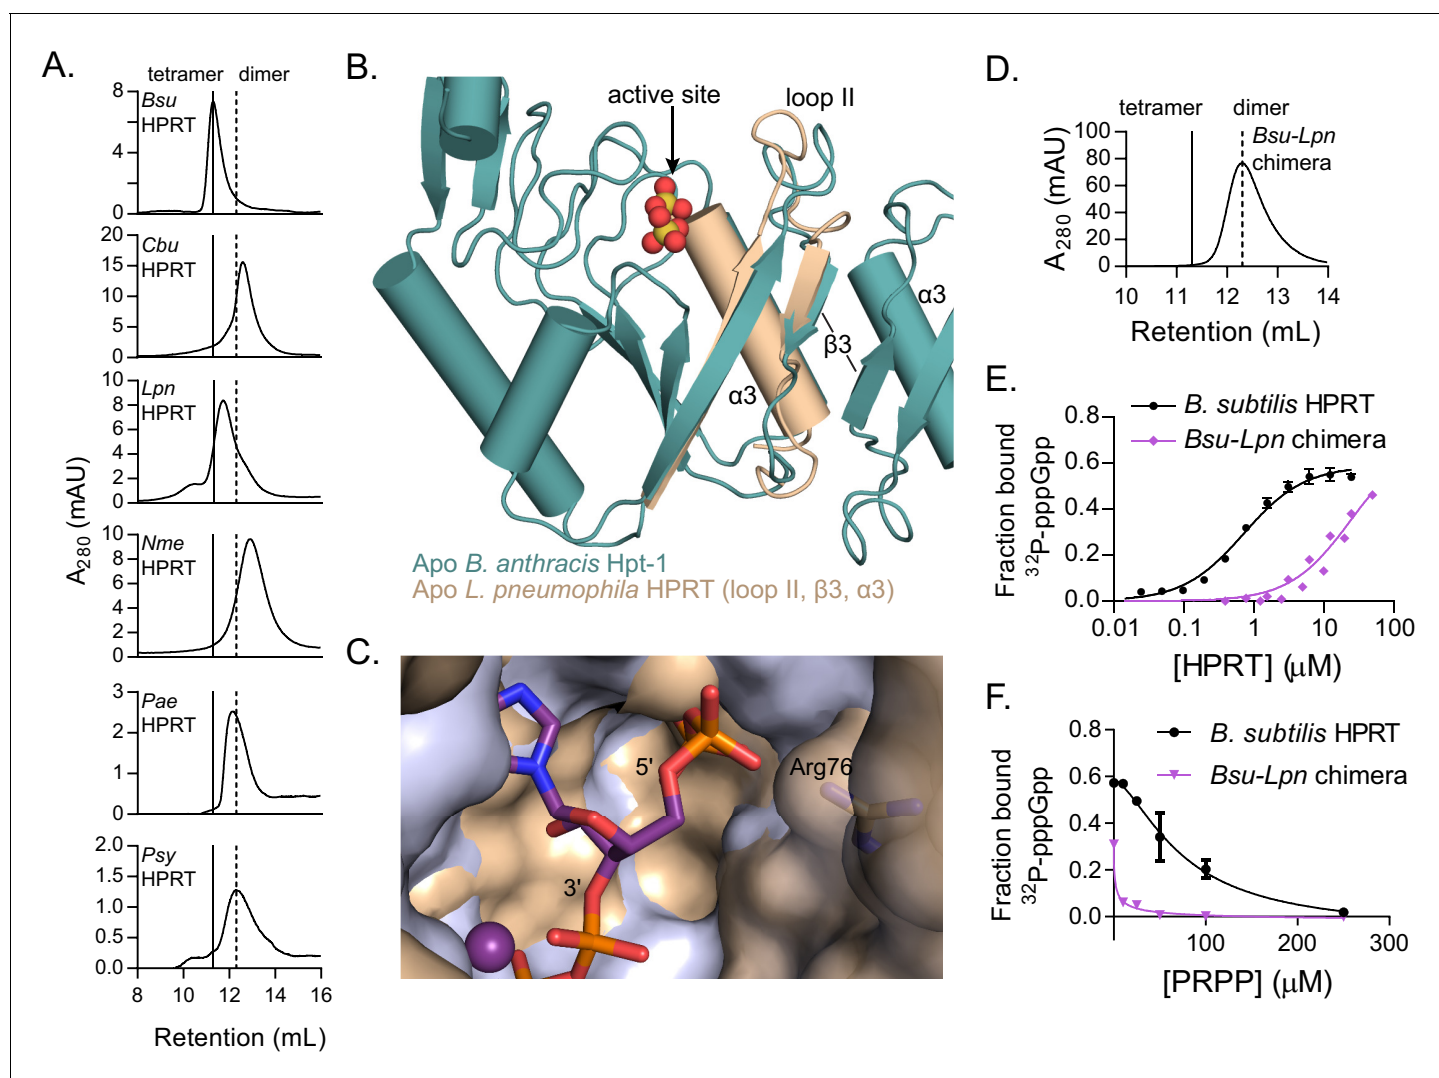 A.
tetramer dimer
8
4
0
Bsu
HPRT
20
15
10
5
0
Cbu
HPRT
10
8
6
4
2
0
Lpn
HPRT
10
8
6
4
2
0
Nme
HPRT
3
2
1
0
Pae
HPRT
2.0
1.5
1.0
0.5
0.0
Psy
HPRT
8 10 12 14 16
A280 (mAU)
Retention (mL)
B.
active site
loop II
α3
β3
α3
Apo B. anthracis Hpt-1
Apo L. pneumophila HPRT (loop II, β3, α3)
C.
5'
Arg76
3'
D.
tetramer dimer
Bsu-Lpn
chimera
100
80
60
40
20
0
10 11 12 13 14
A280 (mAU)
Retention (mL)
E.
B. subtilis HPRT
Bsu-Lpn chimera
0.8
0.6
0.4
0.2
0.0
0.01 0.1 1 10 100
Fraction bound
32P-pppGpp
[HPRT] (μM)
F.
B. subtilis HPRT
Bsu-Lpn chimera
0.8
0.6
0.4
0.2
0.0
100 200 300
Fraction bound
32P-pppGpp
[PRPP] (μM)